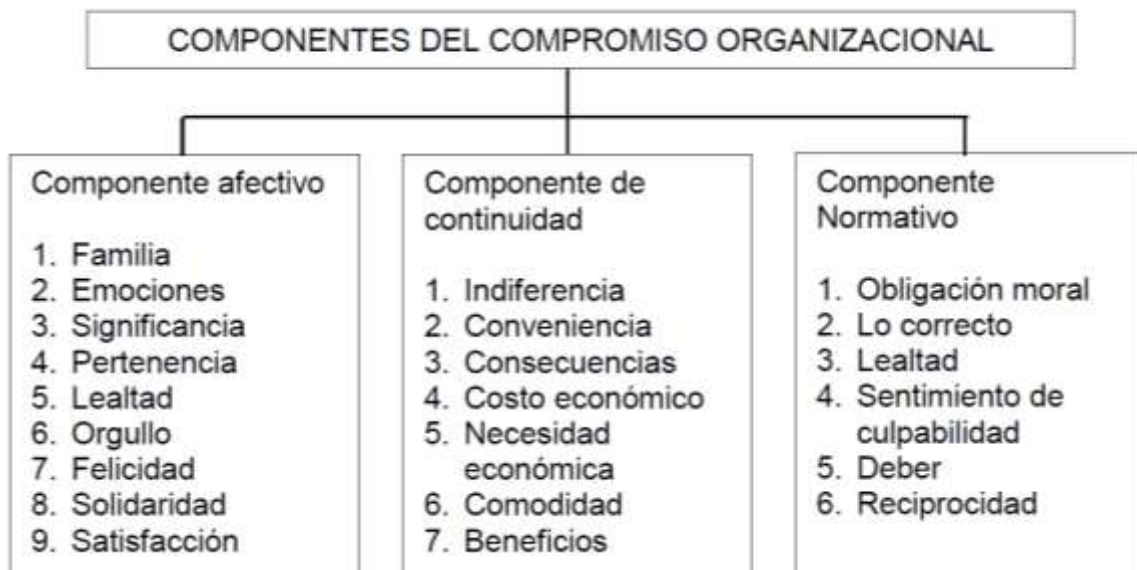 COMPONENTES DEL COMPROMISO ORGANIZACIONAL
Componente afectivo
1. Familia
2. Emociones
3. Significancia
4. Pertenencia
5. Lealtad
6. Orgullo
7. Felicidad
8. Solidaridad
9. Satisfacción
Componente de
continuidad
1. Indiferencia
2. Conveniencia
3. Consecuencias
4. Costo económico
5. Necesidad
económica
6. Comodidad
7. Beneficios
Componente
Normativo
1. Obligación moral
2. Lo correcto
3. Lealtad
4. Sentimiento de
culpabilidad
5. Deber
6. Reciprocidad